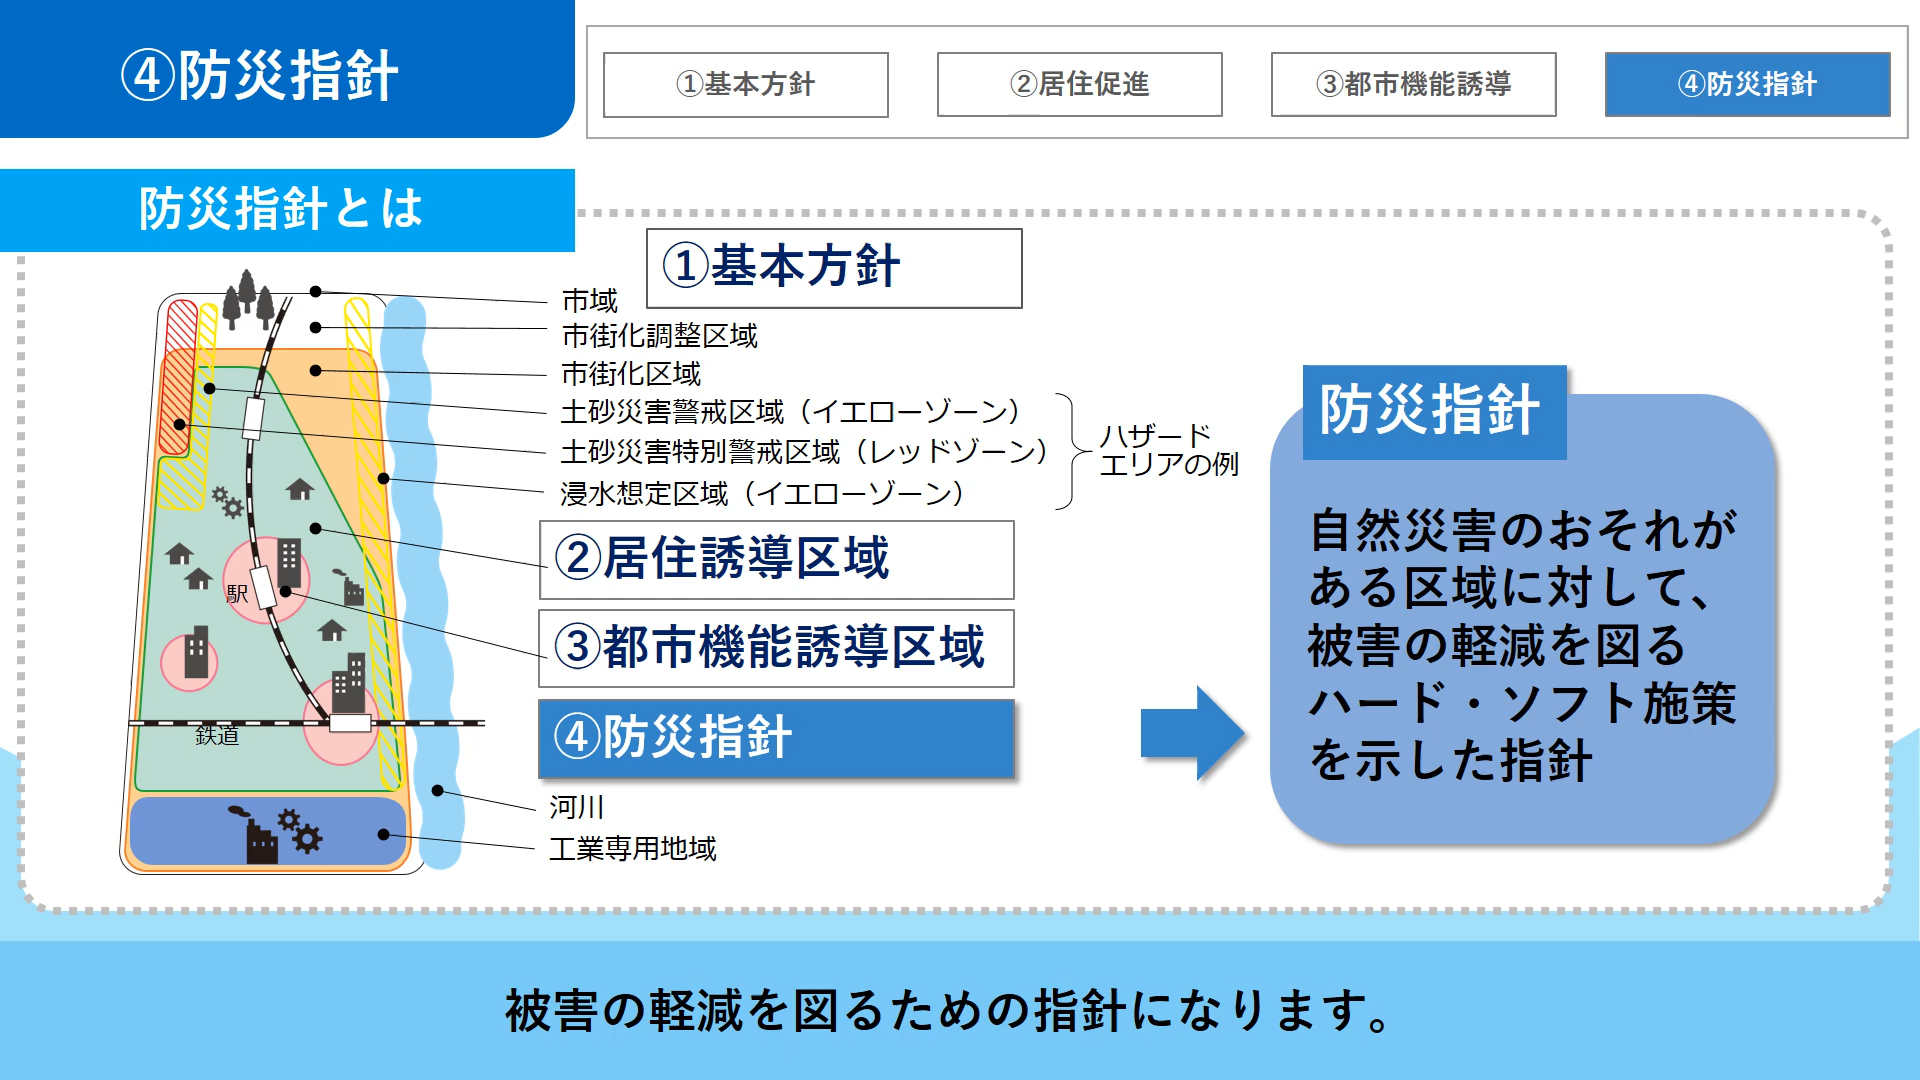 ④防災指針
①基本方針
②居住促進
③都市機能誘導
④防災指針
防災指針とは
①基本方針
市域
市街化調整区域
市街化区域
土砂災害警戒区域（イエローゾーン）
土砂災害特別警戒区域（レッドゾーン）
浸水想定区域（イエローゾーン）
ハザード
エリアの例
②居住誘導区域
③都市機能誘導区域
④防災指針
駅
鉄道
河川
工業専用地域
防災指針
自然災害のおそれが
ある区域に対して、
被害の軽減を図る
ハード・ソフト施策
を示した指針
被害の軽減を図るための指針になります。